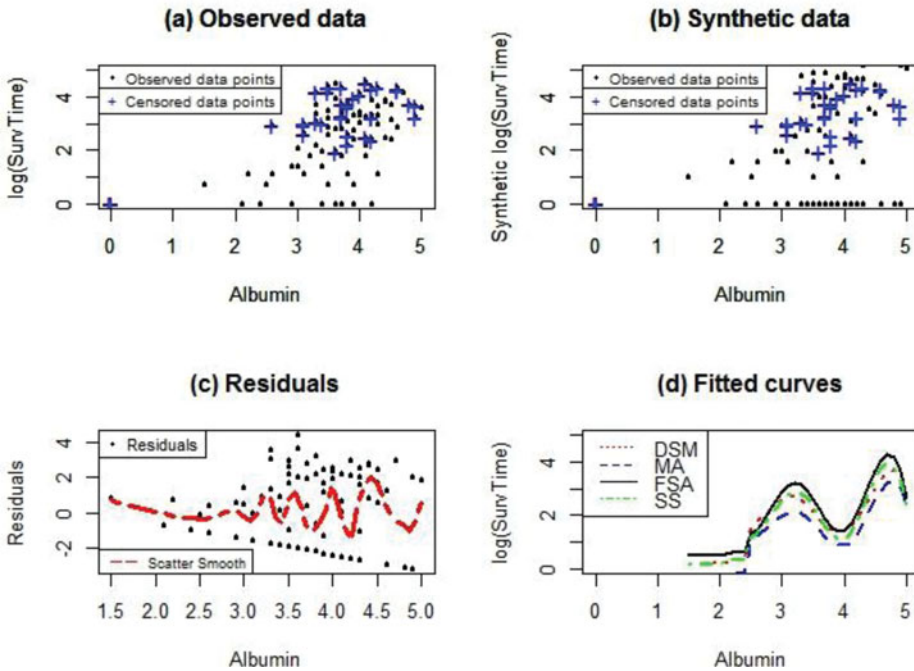 (a) Observed data
log(SurvTime)
4
2
0
Observed data points
Censored data points
0 1 2 3 4 5
Albumin
(b) Synthetic data
Synthetic log(SurvTime)
4
2
0
Observed data points
Censored data points
0 1 2 3 4 5
Albumin
(c) Residuals
Residuals
4
2
0
-2
Residuals
Scatter Smooth
1.5 2.0 2.5 3.0 3.5 4.0 4.5 5.0
Albumin
(d) Fitted curves
log(SurvTime)
4
2
0
DSM
MA
FSA
SS
0 1 2 3 4 5
Albumin